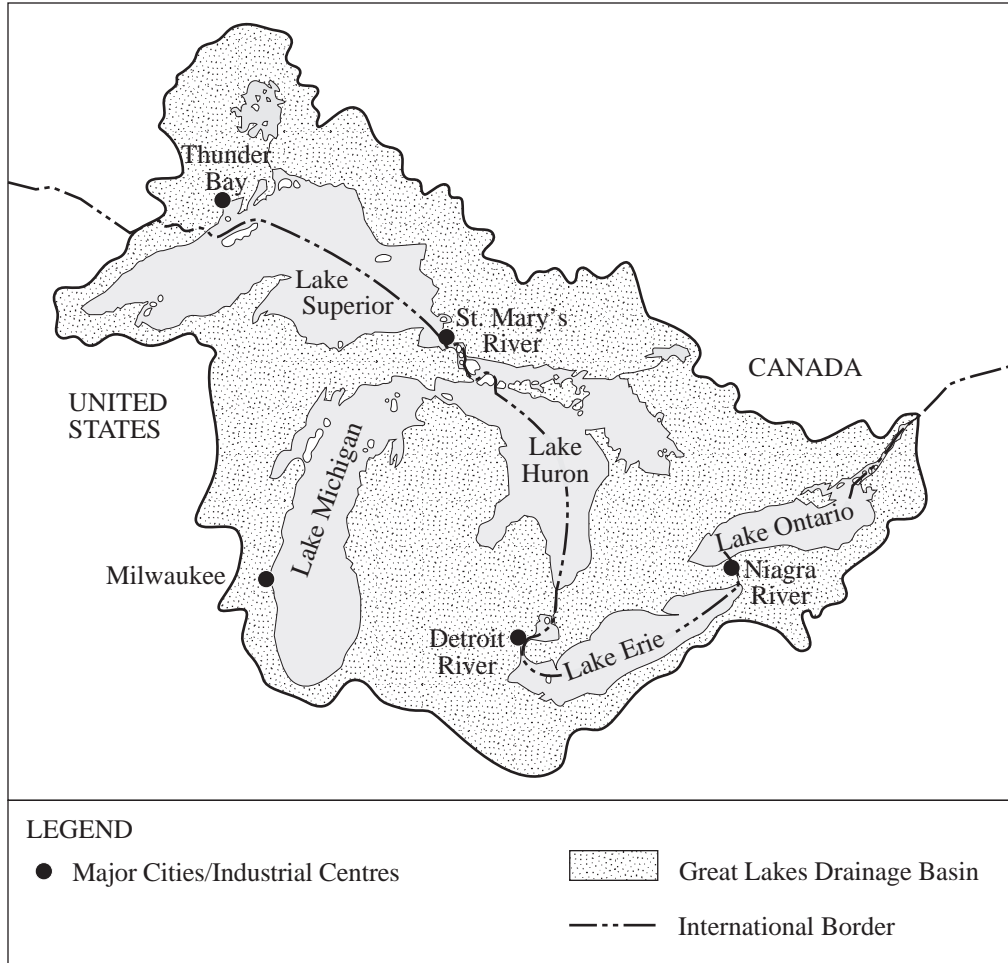 Thunder
Bay
Lake
Superior
St. Mary's
River
CANADA
UNITED
STATES
Lake Michigan
Lake
Huron
Lake Ontario
Milwaukee
Niagra
River
Detroit
River
Lake Erie
LEGEND
Major Cities/Industrial Centres
Great Lakes Drainage Basin
International Border